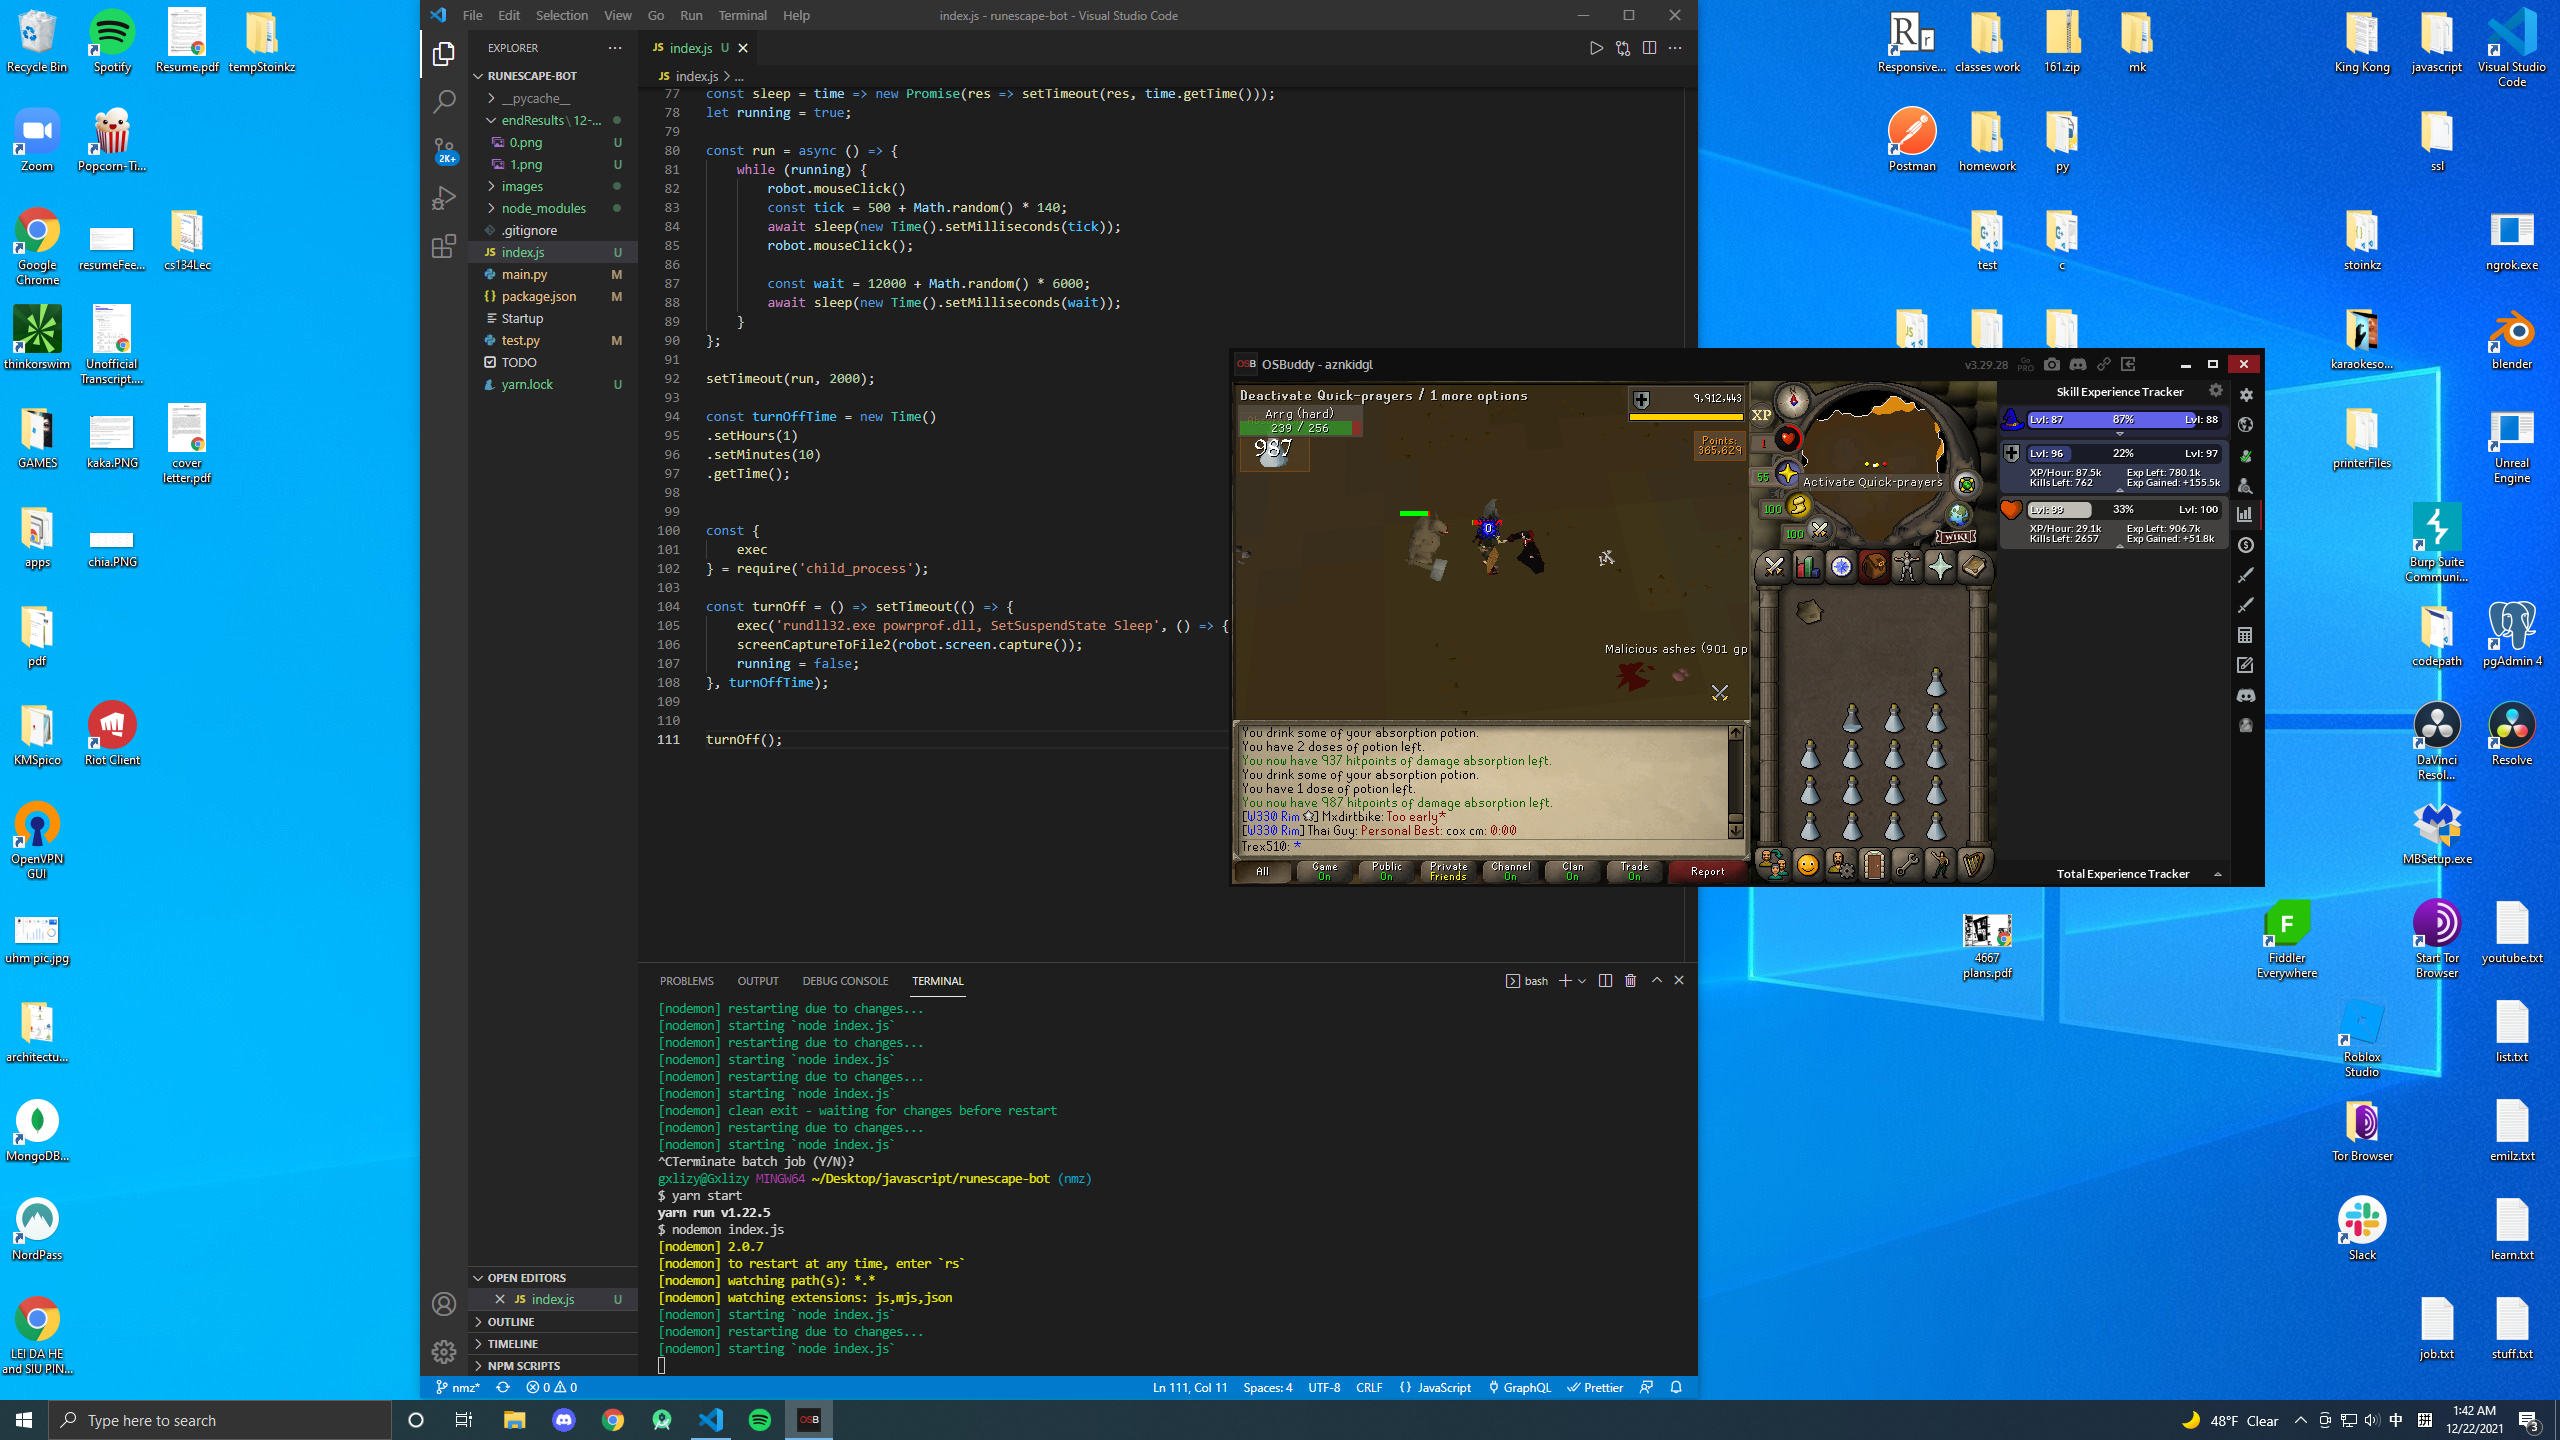 Recycle Bin
Spotify
Resume.pdf
tempStoinkz
Zoom
Popcorn-Ti...
Google Chrome
resumeFee...
cs134Lec
thinkorswim
Unofficial Transcript....
GAMES
kaka.PNG
cover letter.pdf
apps
chia.PNG
pdf
KMSpico
Riot Client
OpenVPN GUI
uhm pic.jpg
architectu...
MongoDB...
NordPass
LEI DA HE and SIU PIN...
File Edit Selection View Go Run Terminal Help
index.js - runescape-bot - Visual Studio Code
EXPLORER
RUNESCAPE-BOT
__pycache__
endResults\12-...
0.png U
1.png U
images
node_modules
.gitignore
index.js U
main.py M
package.json M
Startup
test.py M
TODO
yarn.lock U
2K+
OPEN EDITORS
index.js U
OUTLINE
TIMELINE
NPM SCRIPTS
JS index.js U
JS index.js > ...
77 const sleep = time => new Promise(res => setTimeout(res, time.getTime()));
78 let running = true;
79
80 const run = async () => {
81 while (running) {
82 robot.mouseClick()
83 const tick = 500 + Math.random() * 140;
84 await sleep(new Time().setMilliseconds(tick));
85 robot.mouseClick();
86
87 const wait = 12000 + Math.random() * 6000;
88 await sleep(new Time().setMilliseconds(wait));
89 }
90 };
91
92 setTimeout(run, 2000);
93
94 const turnOffTime = new Time()
95 .setHours(1)
96 .setMinutes(10)
97 .getTime();
98
99
100 const {
101 exec
102 } = require('child_process');
103
104 const turnOff = () => setTimeout(() => {
105 exec('rundll32.exe powrprof.dll, SetSuspendState Sleep', () => {
106 screenCaptureToFile2(robot.screen.capture());
107 running = false;
108 }, turnOffTime);
109
110
111 turnOff();
PROBLEMS OUTPUT DEBUG CONSOLE TERMINAL
bash
[nodemon] restarting due to changes...
[nodemon] starting `node index.js`
[nodemon] restarting due to changes...
[nodemon] starting `node index.js`
[nodemon] restarting due to changes...
[nodemon] starting `node index.js`
[nodemon] clean exit - waiting for changes before restart
[nodemon] restarting due to changes...
[nodemon] starting `node index.js`
^CTerminate batch job (Y/N)?
gxlizy@Gxlizy MINGW64 ~/Desktop/javascript/runescape-bot (nmz)
$ yarn start
yarn run v1.22.5
$ nodemon index.js
[nodemon] 2.0.7
[nodemon] to restart at any time, enter `rs`
[nodemon] watching path(s): *.*
[nodemon] watching extensions: js,mjs,json
[nodemon] starting `node index.js`
[nodemon] restarting due to changes...
[nodemon] starting `node index.js`
nmz* 0 0
Ln 111, Col 11 Spaces: 4 UTF-8 CRLF JavaScript GraphQL Prettier
OSB OSBuddy - aznkidgl
v3.29.28 Go PRO
Deactivate Quick-prayers / 1 more options
Arrg (hard)
239 / 256
987
9,912,443
Points:
365,629
0
Malicious ashes (901 gp
XP
1
55
100
100
Activate Quick-prayers
WIKI
You drink some of your absorption potion.
You have 2 doses of potion left.
You now have 937 hitpoints of damage absorption left.
You drink some of your absorption potion.
You have 1 dose of potion left.
You now have 987 hitpoints of damage absorption left.
[W330 Rim] Mxdirtbike: Too early*
[W330 Rim] Thai Guy: Personal Best: cox cm: 0:00
Trex510: *
All
Game On
Public On
Private Friends
Channel On
Clan On
Trade On
Report
Skill Experience Tracker
Lvl: 87 87% Lvl: 88
Lvl: 96 22% Lvl: 97
XP/Hour: 87.5k Exp Left: 780.1k
Kills Left: 762 Exp Gained: +155.5k
Lvl: 99 33% Lvl: 100
XP/Hour: 29.1k Exp Left: 906.7k
Kills Left: 2657 Exp Gained: +51.8k
Total Experience Tracker
Responsive...
classes work
161.zip
mk
King Kong
javascript
Visual Studio Code
Postman
homework
py
ssl
test
c
stoinkz
ngrok.exe
karaokeso...
blender
printerFiles
Unreal Engine
Burp Suite Communi...
codepath
pgAdmin 4
DaVinci Resol...
Resolve
MBSetup.exe
4667 plans.pdf
Fiddler Everywhere
Start Tor Browser
youtube.txt
Roblox Studio
list.txt
Tor Browser
emilz.txt
Slack
learn.txt
job.txt
stuff.txt
Type here to search
OSB
48°F Clear
中
拼
1:42 AM
12/22/2021
3